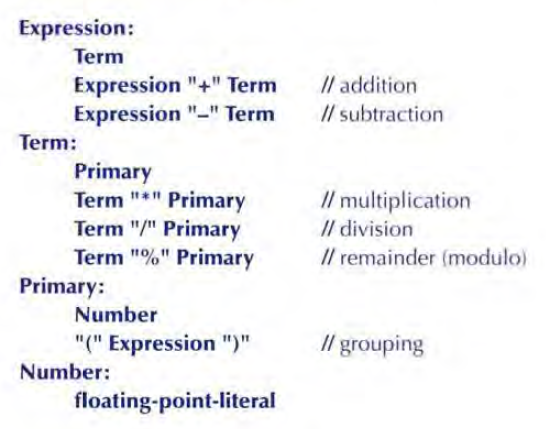 Expression:
Term
Expression "+" Term // addition
Expression "–" Term // subtraction
Term:
Primary
Term "*" Primary // multiplication
Term "/" Primary // division
Term "%" Primary // remainder (modulo)
Primary:
Number
"(" Expression ")" // grouping
Number:
floating-point-literal